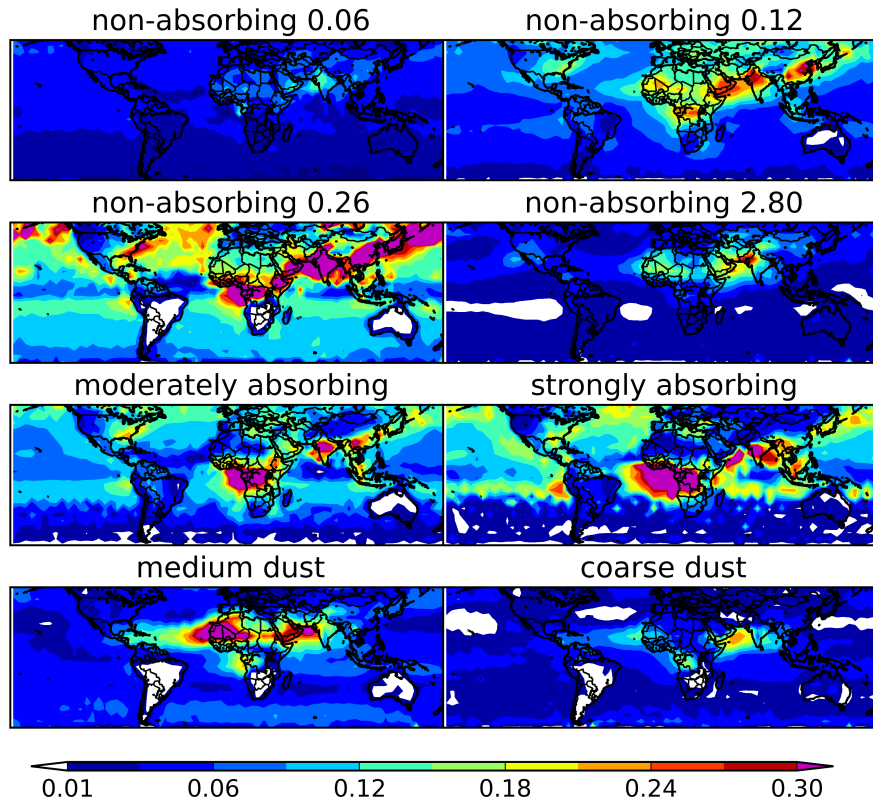 non-absorbing 0.06
non-absorbing 0.12
non-absorbing 0.26
non-absorbing 2.80
moderately absorbing
strongly absorbing
medium dust
coarse dust
0.01 0.06 0.12 0.18 0.24 0.30